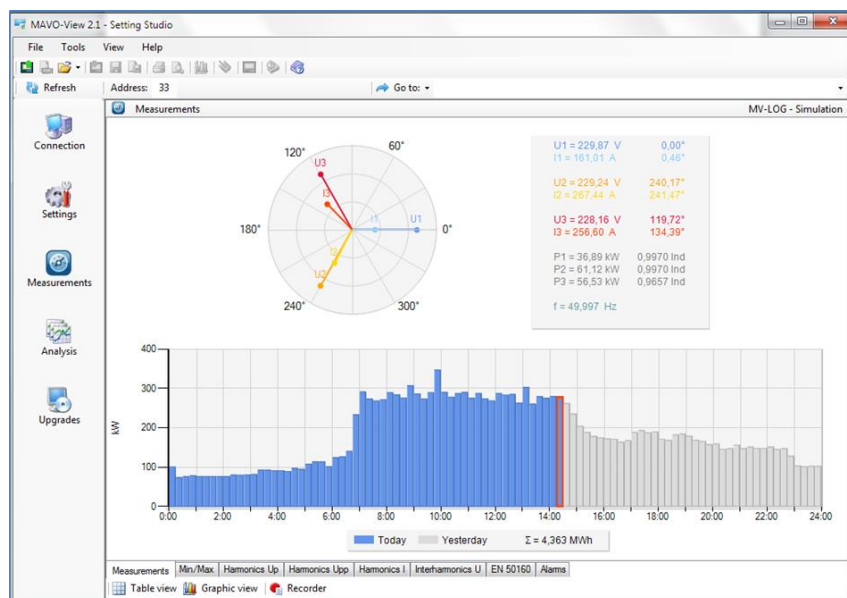 MAVO-View 2.1 - Setting Studio
File Tools View Help
Refresh Address: 33 Go to:
Measurements MV-LOG - Simulation
Connection
Settings
Measurements
Analysis
Upgrades
120° 60°
U3
I3
180° I1 U1 0°
I2
U2
240° 300°
U1 = 229,87 V 0,00°
I1 = 161,01 A 0,46°
U2 = 229,24 V 240,17°
I2 = 267,44 A 241,47°
U3 = 228,16 V 119,72°
I3 = 256,60 A 134,39°
P1 = 36,89 kW 0,9970 Ind
P2 = 61,12 kW 0,9970 Ind
P3 = 56,53 kW 0,9657 Ind
f = 49,997 Hz
400
300
200
100
0
kW
0:00 2:00 4:00 6:00 8:00 10:00 12:00 14:00 16:00 18:00 20:00 22:00 24:00
Today Yesterday Σ = 4,363 MWh
Measurements Min/Max Harmonics Up Harmonics Upp Harmonics I Interharmonics U EN 50160 Alarms
Table view Graphic view Recorder